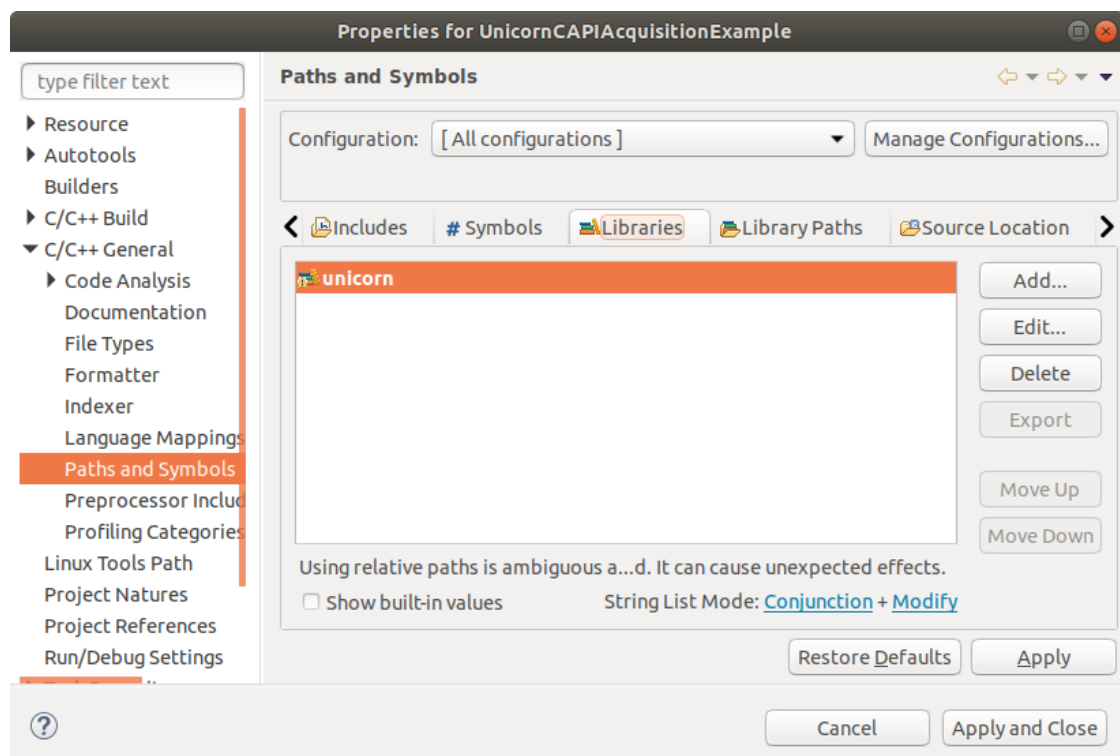 Properties for UnicornCAPIAcquisitionExample
type filter text
Resource
Autotools
Builders
C/C++ Build
C/C++ General
Code Analysis
Documentation
File Types
Formatter
Indexer
Language Mappings
Paths and Symbols
Preprocessor Includ
Profiling Categories
Linux Tools Path
Project Natures
Project References
Run/Debug Settings
Paths and Symbols
Configuration: [ All configurations ] Manage Configurations...
Includes # Symbols Libraries Library Paths Source Location
unicorn
Add...
Edit...
Delete
Export
Move Up
Move Down
Using relative paths is ambiguous a...d. It can cause unexpected effects.
Show built-in values String List Mode: Conjunction + Modify
Restore Defaults Apply
? Cancel Apply and Close